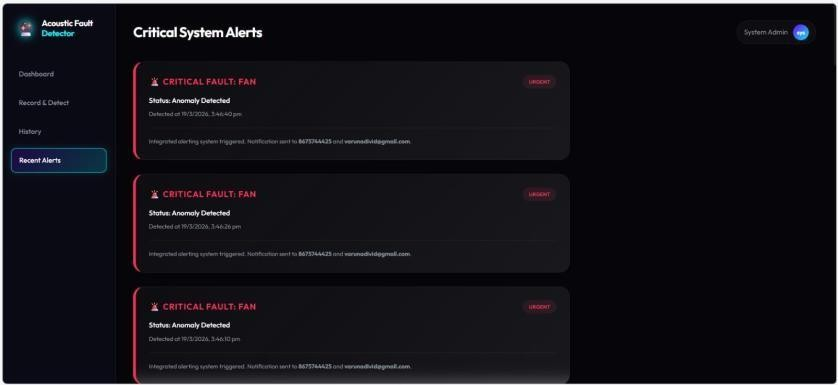 Acoustic Fault
Detector
Dashboard
Record & Detect
History
Recent Alerts
Critical System Alerts
System Admin
sys
CRITICAL FAULT: FAN
URGENT
Status: Anomaly Detected
Detected at 19/3/2026, 3:46:40 pm
Integrated alerting system triggered. Notification sent to 8675744425 and varunadivid@gmail.com.
CRITICAL FAULT: FAN
URGENT
Status: Anomaly Detected
Detected at 19/3/2026, 3:46:26 pm
Integrated alerting system triggered. Notification sent to 8675744425 and varunadivid@gmail.com.
CRITICAL FAULT: FAN
URGENT
Status: Anomaly Detected
Detected at 19/3/2026, 3:46:10 pm
Integrated alerting system triggered. Notification sent to 8675744425 and varunadivid@gmail.com.